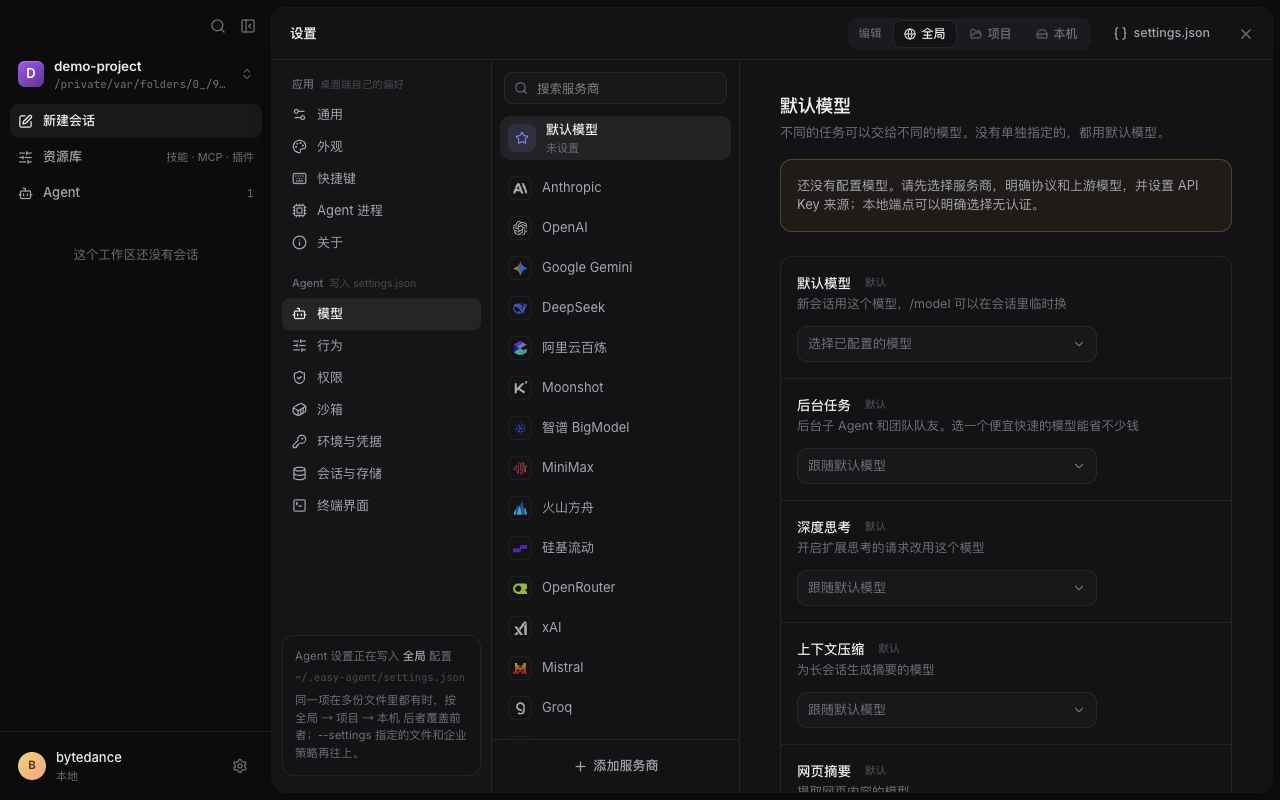 设置
编辑
全局
项目
本机
{ } settings.json
D
demo-project
/private/var/folders/0_/9…
新建会话
资源库
技能 · MCP · 插件
Agent
1
这个工作区还没有会话
B
bytedance
本地
应用 桌面端自己的偏好
通用
外观
快捷键
Agent 进程
关于
Agent 写入 settings.json
模型
行为
权限
沙箱
环境与凭据
会话与存储
终端界面
Agent 设置正在写入 全局 配置
~/.easy-agent/settings.json
同一项在多份文件里都有时，按
全局 → 项目 → 本机 后者覆盖前
者；--settings 指定的文件和企业
策略再往上。
搜索服务商
默认模型
未设置
Anthropic
OpenAI
Google Gemini
DeepSeek
阿里云百炼
Moonshot
智谱 BigModel
MiniMax
火山方舟
硅基流动
OpenRouter
xAI
Mistral
Groq
添加服务商
默认模型
不同的任务可以交给不同的模型。没有单独指定的，都用默认模型。
还没有配置模型。请先选择服务商，明确协议和上游模型，并设置 API
Key 来源；本地端点可以明确选择无认证。
默认模型 默认
新会话用这个模型，/model 可以在会话里临时换
选择已配置的模型
后台任务 默认
后台子 Agent 和团队队友。选一个便宜快速的模型能省不少钱
跟随默认模型
深度思考 默认
开启扩展思考的请求改用这个模型
跟随默认模型
上下文压缩 默认
为长会话生成摘要的模型
跟随默认模型
网页摘要 默认
提取网页内容的模型